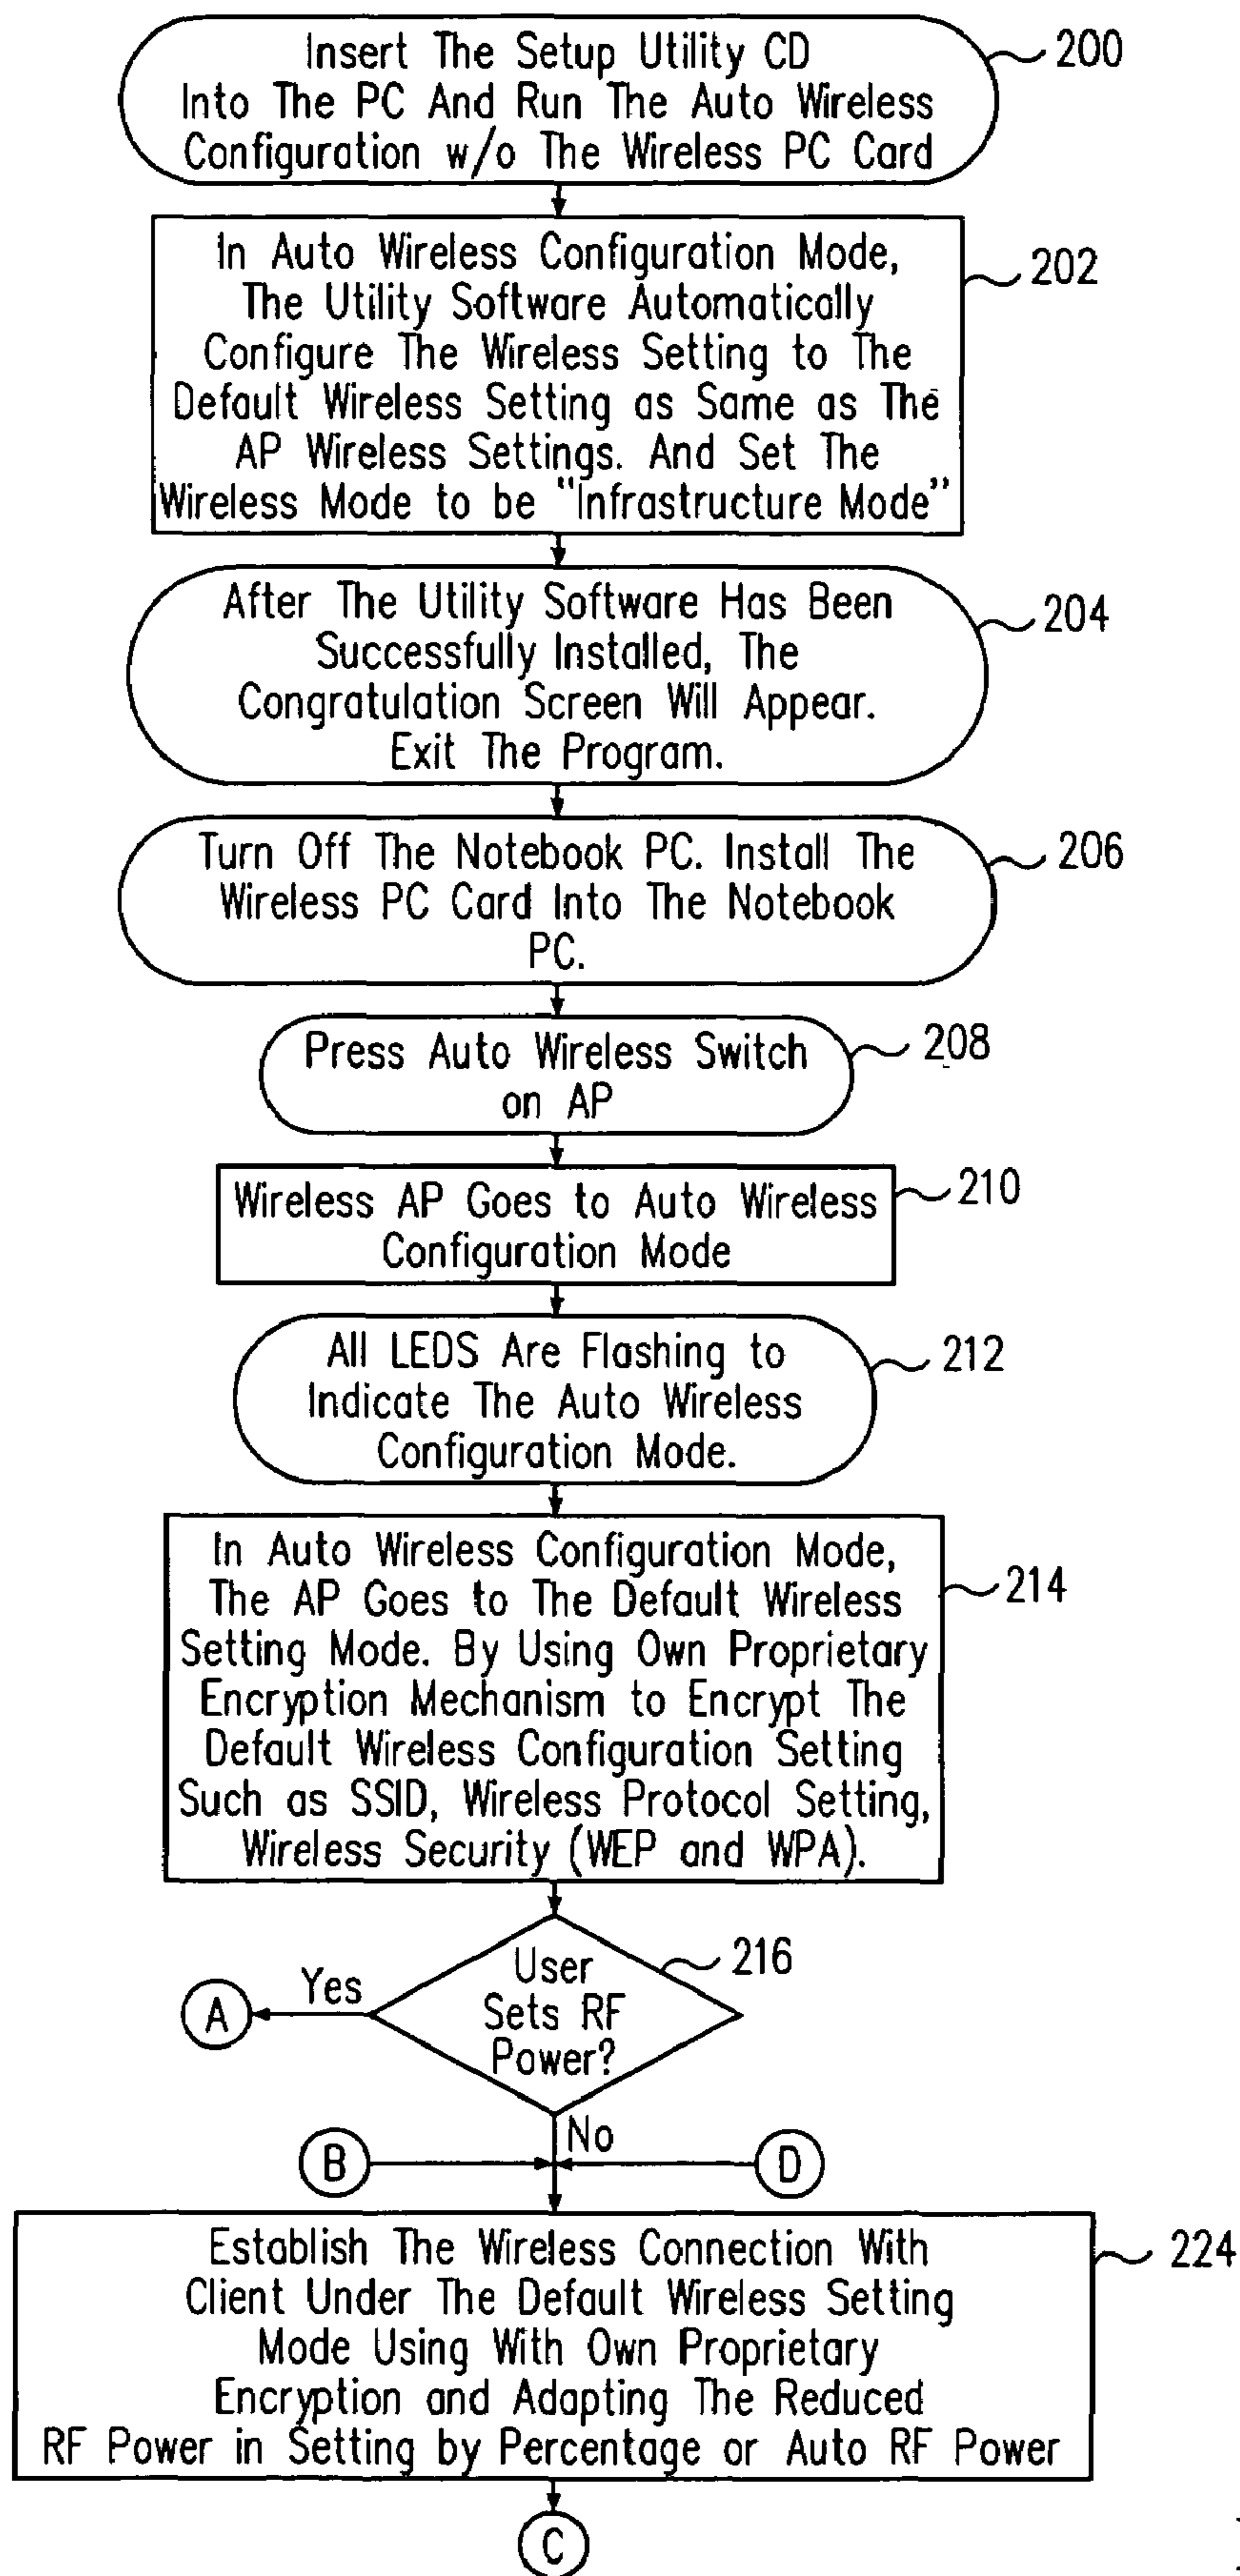 Insert The Setup Utility CD
Into The PC And Run The Auto Wireless
Configuration w/o The Wireless PC Card
200
In Auto Wireless Configuration Mode,
The Utility Software Automatically
Configure The Wireless Setting to The
Default Wireless Setting as Same as The
AP Wireless Settings. And Set The
Wireless Mode to be "Infrastructure Mode"
202
After The Utility Software Has Been
Successfully Installed, The
Congratulation Screen Will Appear.
Exit The Program.
204
Turn Off The Notebook PC. Install The
Wireless PC Card Into The Notebook
PC.
206
Press Auto Wireless Switch
on AP
208
Wireless AP Goes to Auto Wireless
Configuration Mode
210
All LEDS Are Flashing to
Indicate The Auto Wireless
Configuration Mode.
212
In Auto Wireless Configuration Mode,
The AP Goes to The Default Wireless
Setting Mode. By Using Own Proprietary
Encryption Mechanism to Encrypt The
Default Wireless Configuration Setting
Such as SSID, Wireless Protocol Setting,
Wireless Security (WEP and WPA).
214
User
Sets RF
Power?
216
Yes
A
No
B
D
Establish The Wireless Connection With
Client Under The Default Wireless Setting
Mode Using With Own Proprietary
Encryption and Adapting The Reduced
RF Power in Setting by Percentage or Auto RF Power
224
C